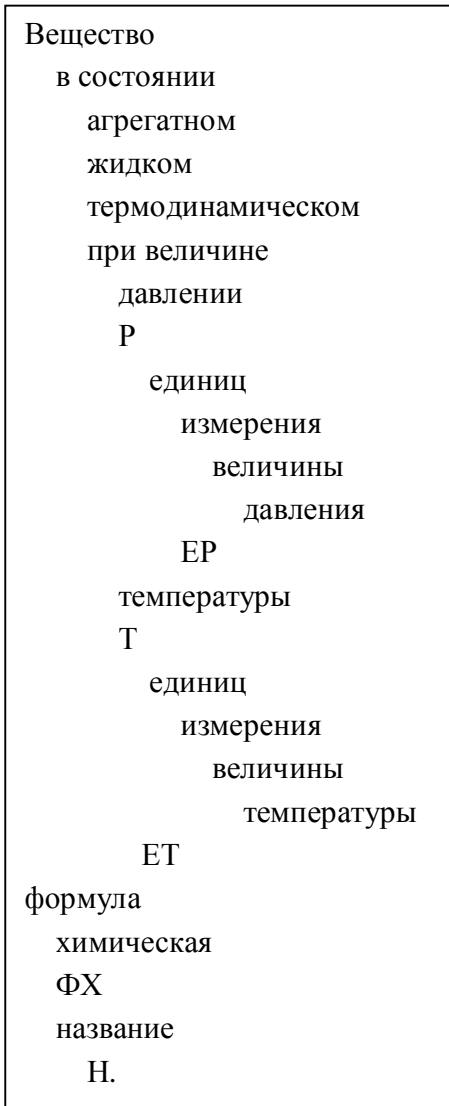 Вещество
в состоянии
агрегатном
жидком
термодинамическом
при величине
давлении
Р
единиц
измерения
величины
давления
ЕР
температуры
Т
единиц
измерения
величины
температуры
ЕТ
формула
химическая
ФХ
название
Н.